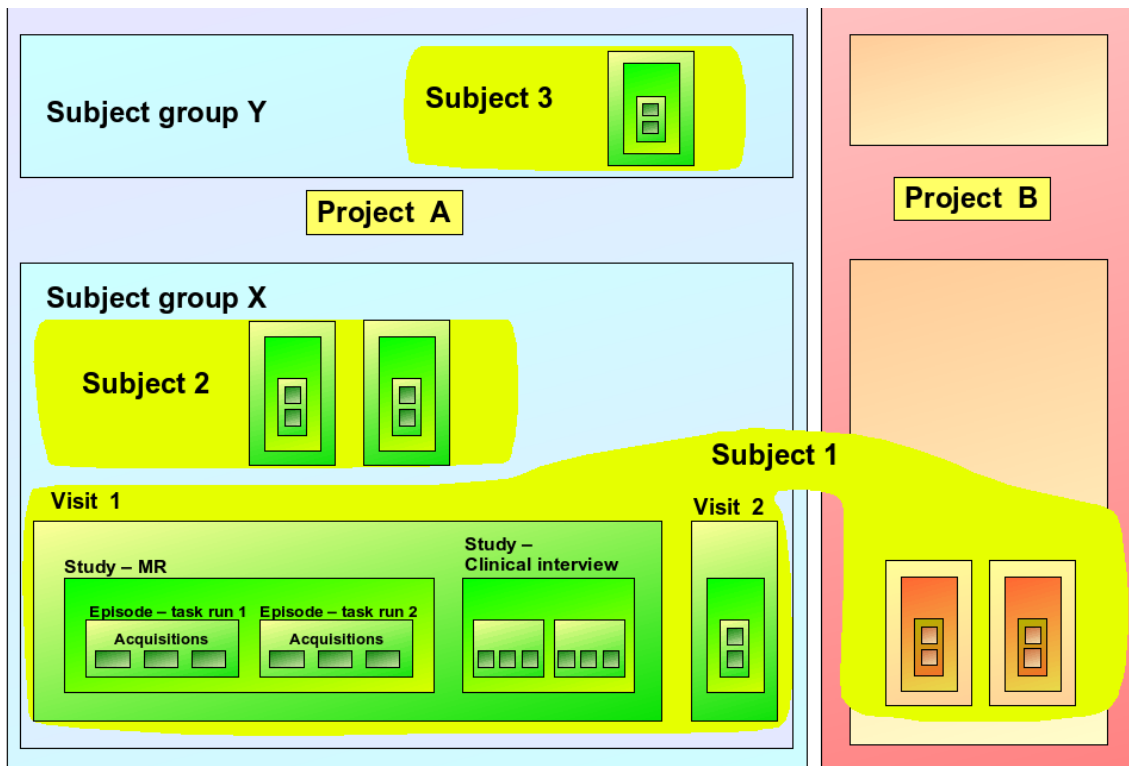 Subject group Y
Subject 3
Project A
Project B
Subject group X
Subject 2
Subject 1
Visit 1
Visit 2
Study – MR
Study –
Clinical interview
Episode – task run 1
Episode – task run 2
Acquisitions
Acquisitions